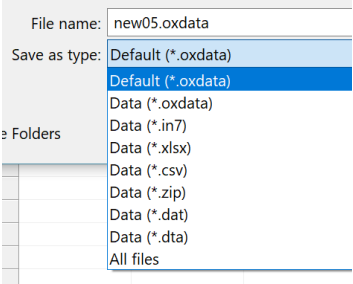 File name: new05.oxdata
Save as type: Default (*.oxdata)
Default (*.oxdata)
Data (*.oxdata)
Data (*.in7)
e Folders
Data (*.xlsx)
Data (*.csv)
Data (*.zip)
Data (*.dat)
Data (*.dta)
All files